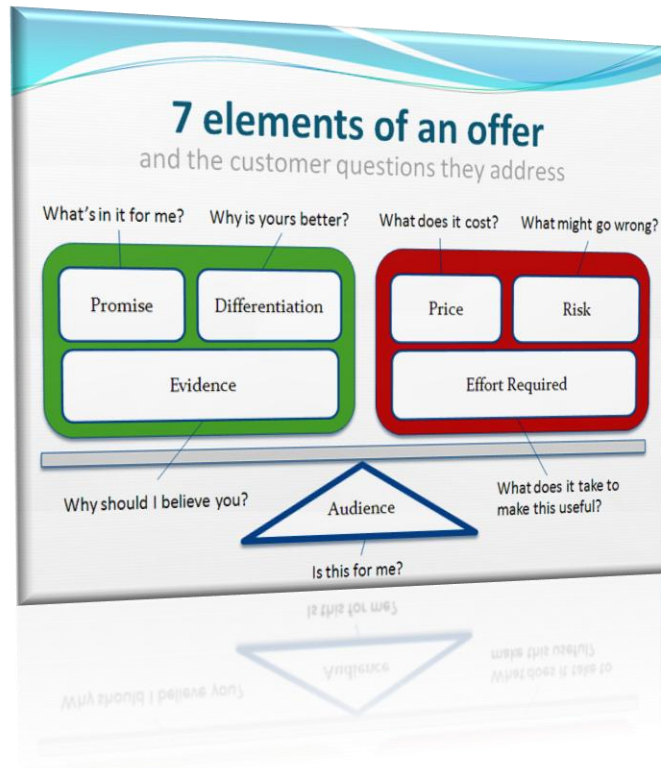 7 elements of an offer
and the customer questions they address
What's in it for me?
Why is yours better?
What does it cost?
What might go wrong?
Promise
Differentiation
Price
Risk
Evidence
Effort Required
Why should I believe you?
Audience
What does it take to
make this useful?
Is this for me?